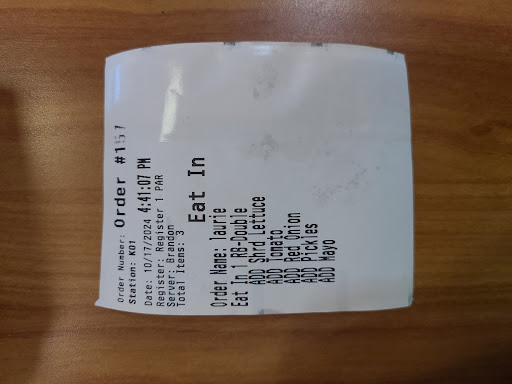 Order Number: Order #157
Station: K01
Date: 10/17/2024 4:41:07 PM
Register: Register 1 PAR
Server: Brandon
Total Items: 3
Eat In
Order Name: laurie
Eat In 1 RB-Double
ADD Shrd Lettuce
ADD Tomato
ADD Red Onion
ADD Pickles
ADD Mayo